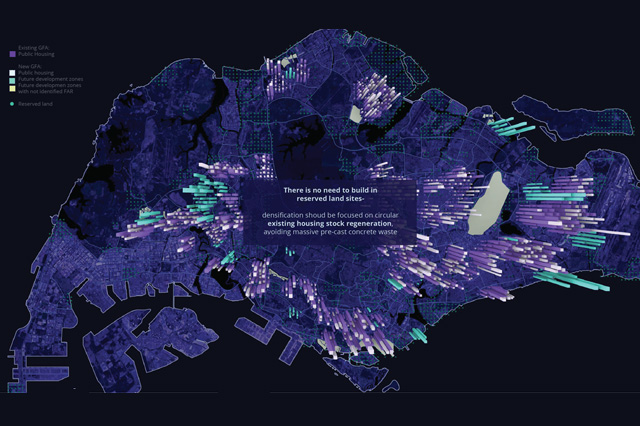 Existing GFA:
Public Housing
New GFA:
Public housing
Future development zones
Future developmen zones
with not identified FAR
Reserved land
There is no need to build in
reserved land sites-
densification shoud be focused on circular
existing housing stock regeneration,
avoiding massive pre-cast concrete waste